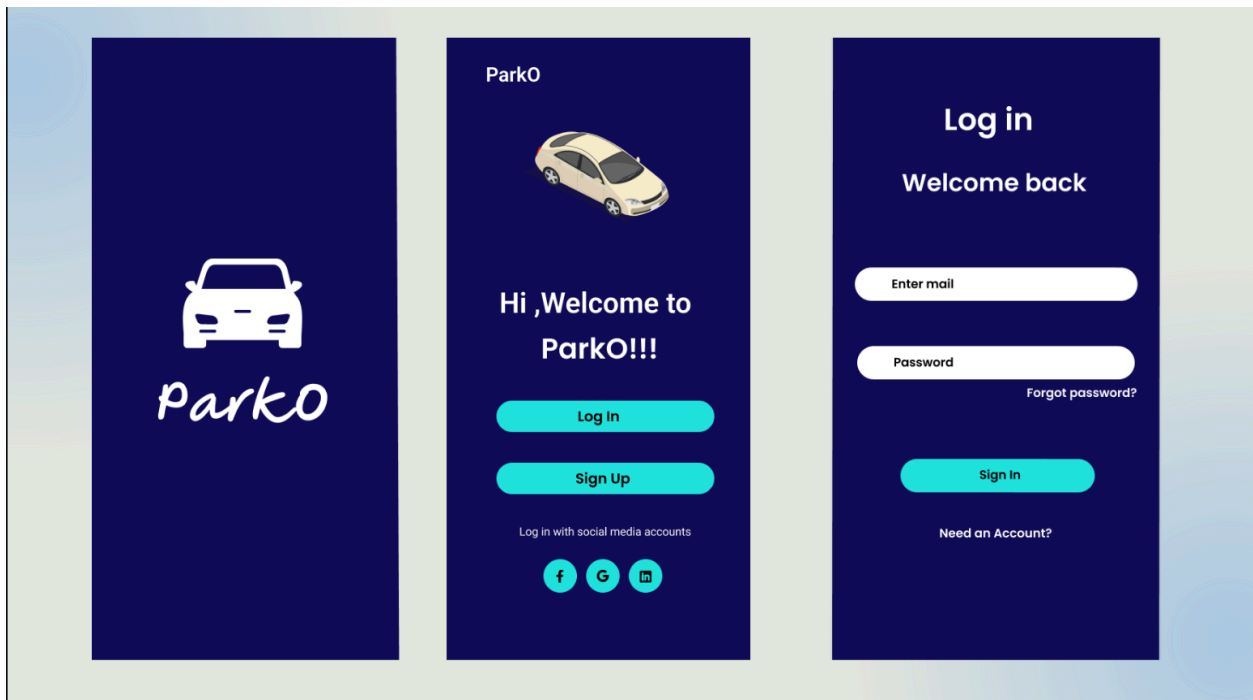 ParkO
ParkO
Hi ,Welcome to
ParkO!!!
Log In
Sign Up
Log in with social media accounts
f G in
Log in
Welcome back
Enter mail
Password
Forgot password?
Sign In
Need an Account?